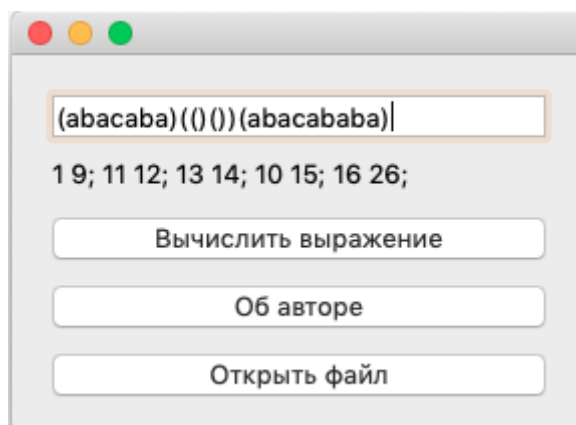 (abacaba)(()())(abacababa)
1 9; 11 12; 13 14; 10 15; 16 26;
Вычислить выражение
Об авторе
Открыть файл